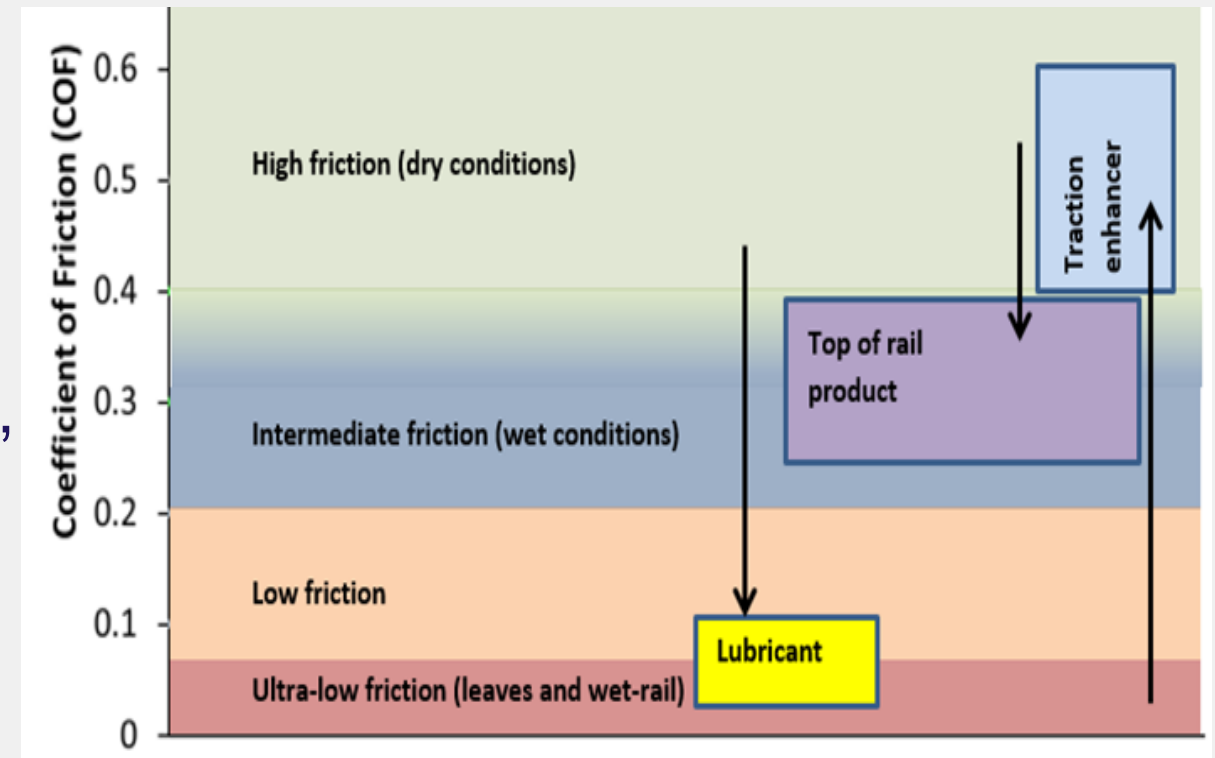 Coefficient of Friction (COF)
0.6
0.5
0.4
0.3
0.2
0.1
0
,
High friction (dry conditions)
Intermediate friction (wet conditions)
Low friction
Ultra-low friction (leaves and wet-rail)
Lubricant
Top of rail
product
Traction
enhancer